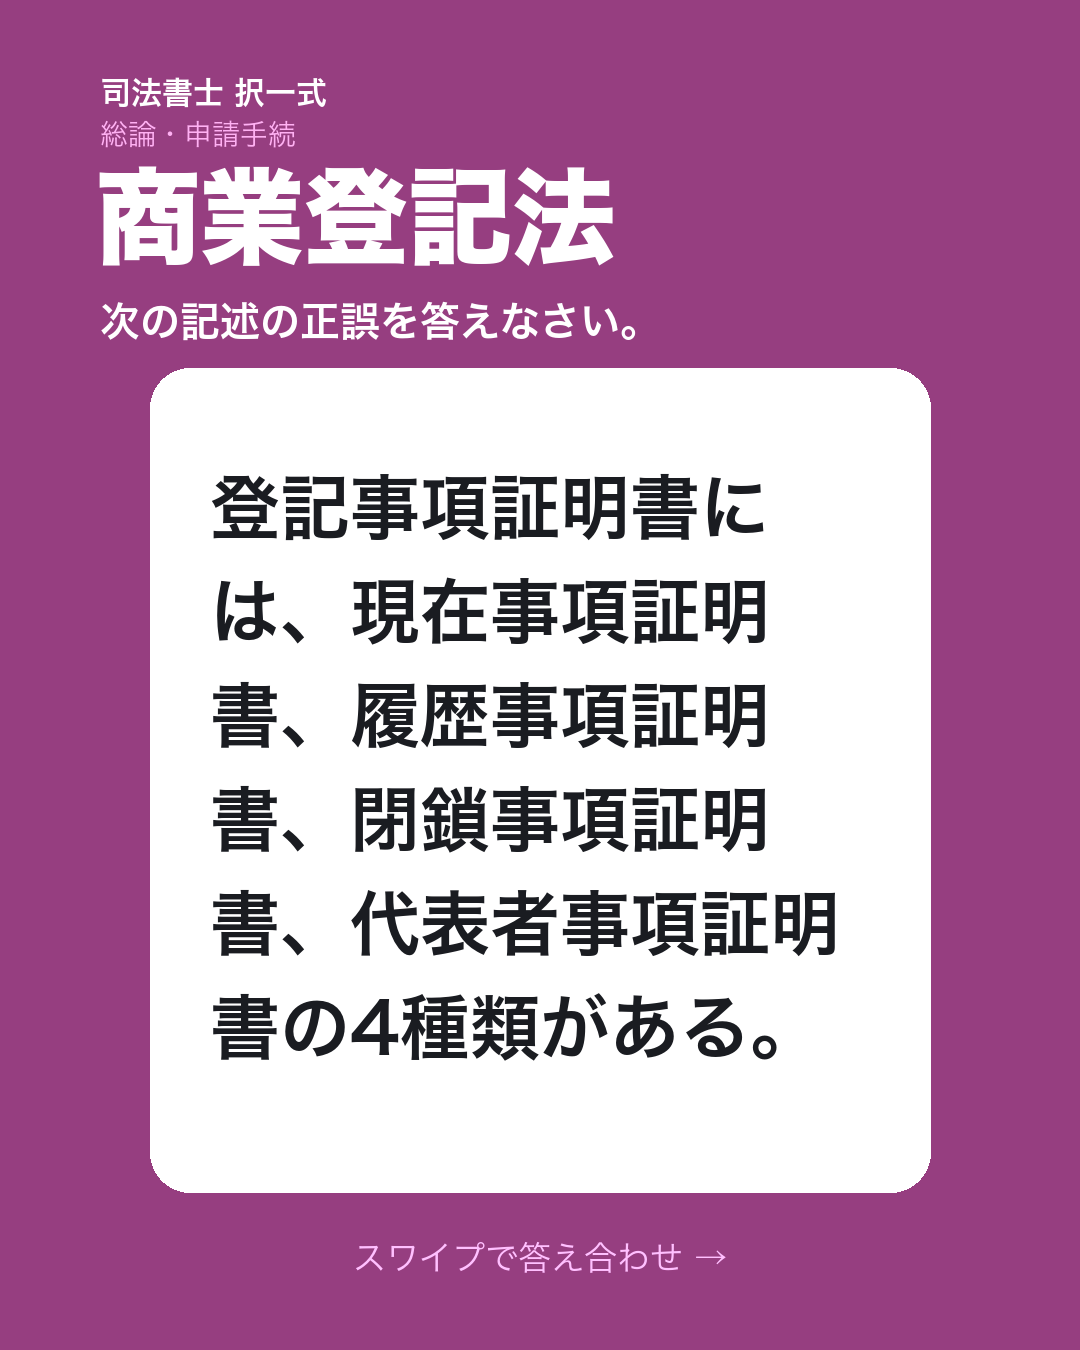 司法書士 択一式
総論・申請手続
商業登記法
次の記述の正誤を答えなさい。
登記事項証明書に
は、現在事項証明
書、履歴事項証明
書、閉鎖事項証明
書、代表者事項証明
書の4種類がある。
スワイプで答え合わせ →